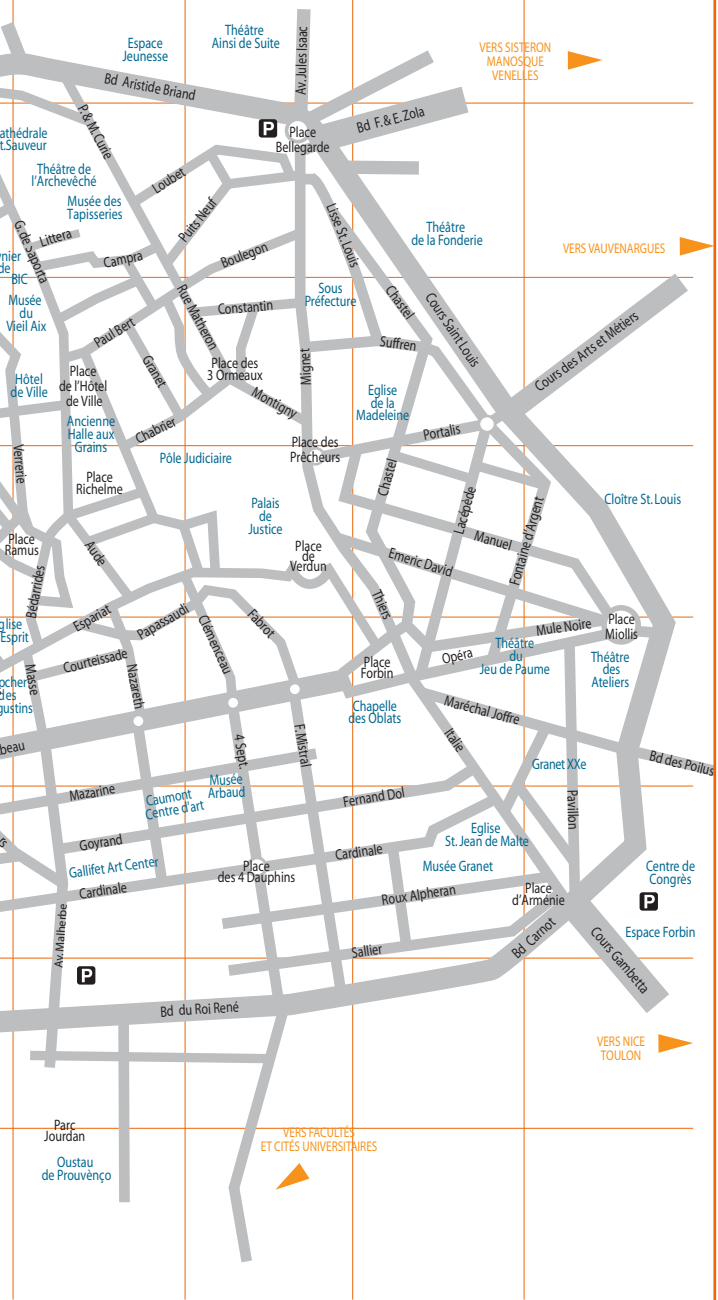 Espace
Jeunesse
Théâtre
Ainsi de Suite
Av. Jules Isaac
VERS SISTERON
MANOSQUE
VENELLES
Bd Aristide Briand
P
Place
Bellegarde
Bd F.&E.Zola
P.& M.Curie
athédrale
t.Sauveur
Théâtre de
l'Archevêché
Loubet
Musée des
Tapisseries
Puits Neuf
Lisse St. Louis
Théâtre
de la Fonderie
VERS VAUVENARGUES
G. de Saporta
Littera
Campra
Boulegon
nier
de
BIC
Musée
du
Vieil Aix
Rue Matheron
Constantin
Sous
Préfecture
Chastel
Cours Saint Louis
Cours des Arts et Métiers
Paul Bert
Granet
Suffren
Mignet
Place des
3 Ormeaux
Hôtel
de Ville
Place
de l'Hôtel
de Ville
Montigny
Eglise
de la
Madeleine
Ancienne
Halle aux
Grains
Chabrier
Portalis
Place des
Prêcheurs
Pôle Judiciaire
Verrerie
Place
Richelme
Chastel
Lacépède
Fontaine d'Argent
Cloître St. Louis
Palais
de
Justice
Manuel
Place
Ramus
Aude
Place
de
Verdun
Emeric David
Bédarrides
Thiers
Espariat
Papassaudi
Clémenceau
Fabrot
glise
Esprit
Mule Noire
Place
Miollis
Courteissade
Nazareth
Masse
Place
Forbin
Opéra
Théâtre
du
Jeu de Paume
Théâtre
des
Ateliers
ocher
des
gustins
Chapelle
des Oblats
Maréchal Joffre
Italie
beau
4 Sept.
F. Mistral
Bd des Poilus
Granet XXe
Pavillon
Mazarine
Caumont
Centre d'art
Musée
Arbaud
Fernand Dol
Goyrand
Eglise
St. Jean de Malte
Cardinale
Gallifet Art Center
Cardinale
Place
des 4 Dauphins
Musée Granet
Roux Alpheran
Place
d'Arménie
Centre de
Congrès
P
Av. Malherbe
Espace Forbin
Sallier
Bd Carnot
Cours Gambetta
P
Bd du Roi René
VERS NICE
TOULON
Parc
Jourdan
VERS FACULTÉS
ET CITÉS UNIVERSITAIRES
Oustau
de Prouvènço